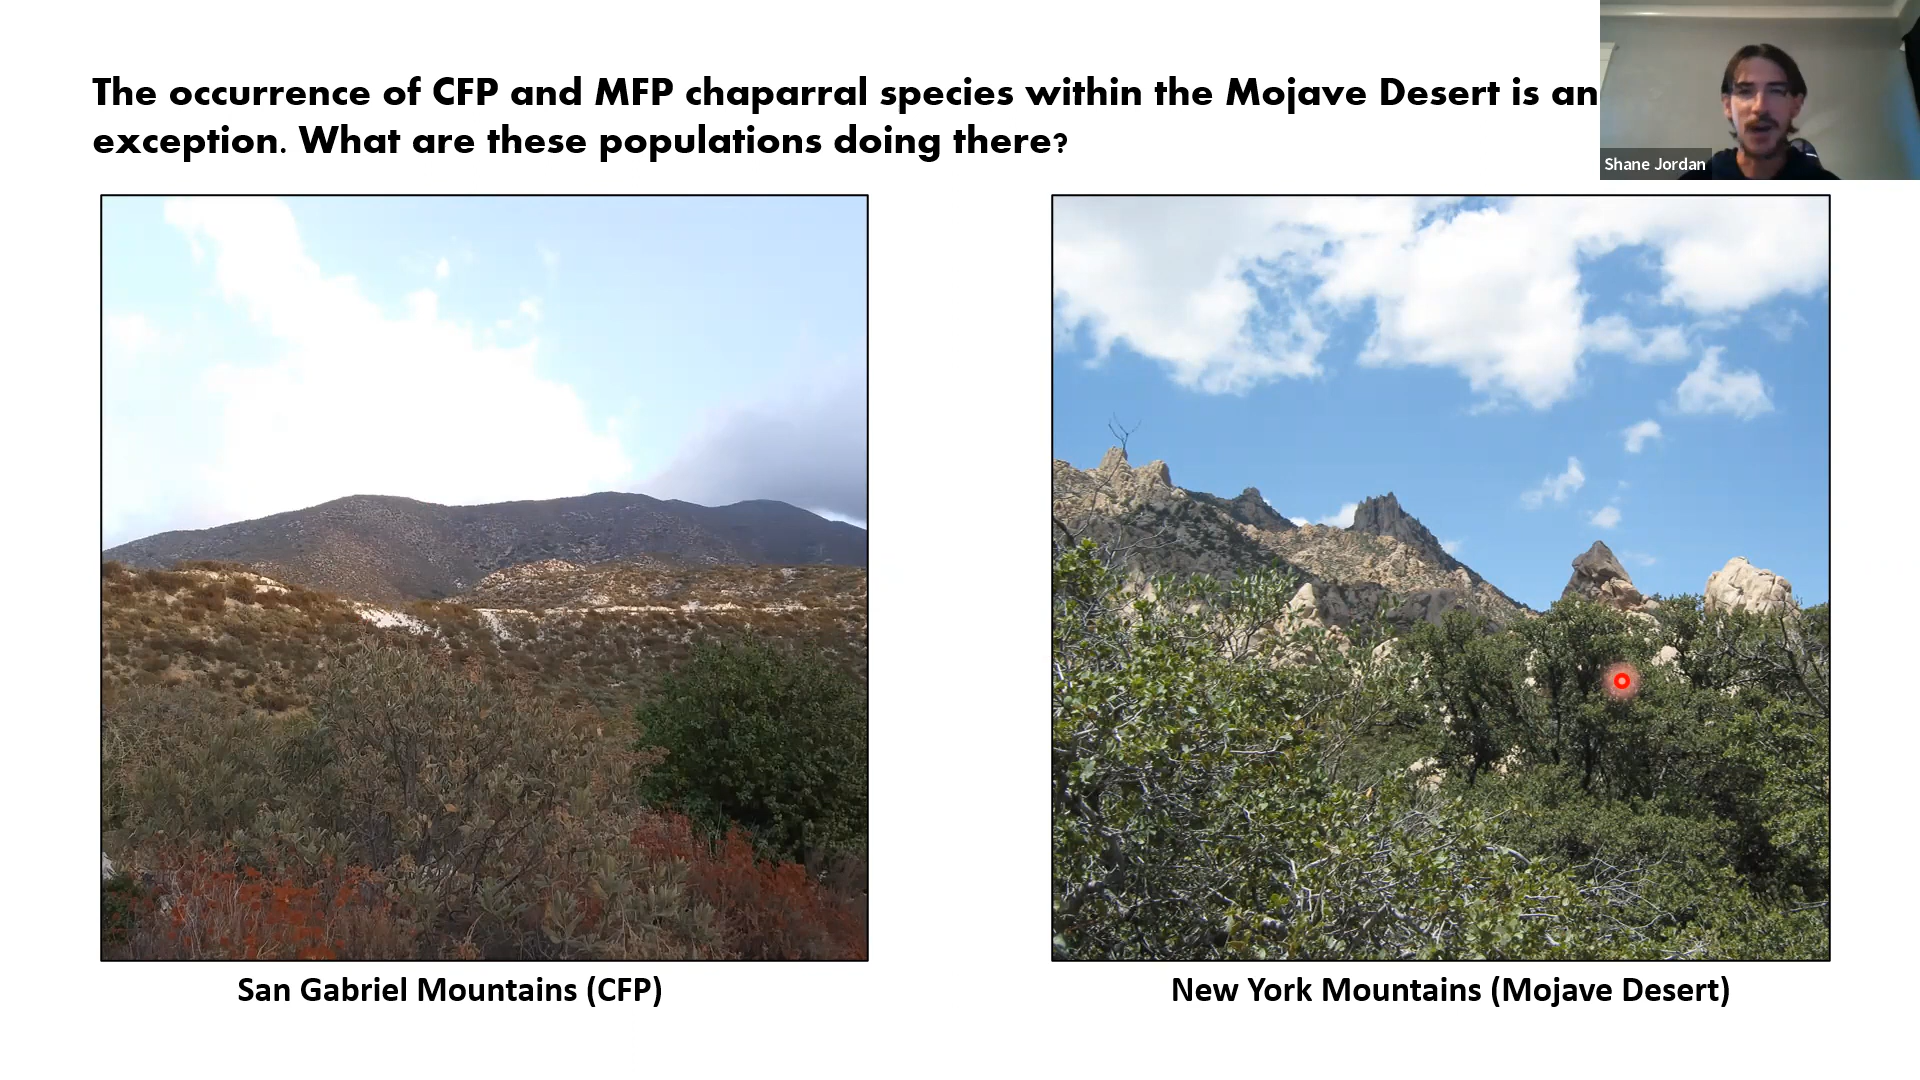 The occurrence of CFP and MFP chaparral species within the Mojave Desert is an
exception. What are these populations doing there?
Shane Jordan
San Gabriel Mountains (CFP)
New York Mountains (Mojave Desert)